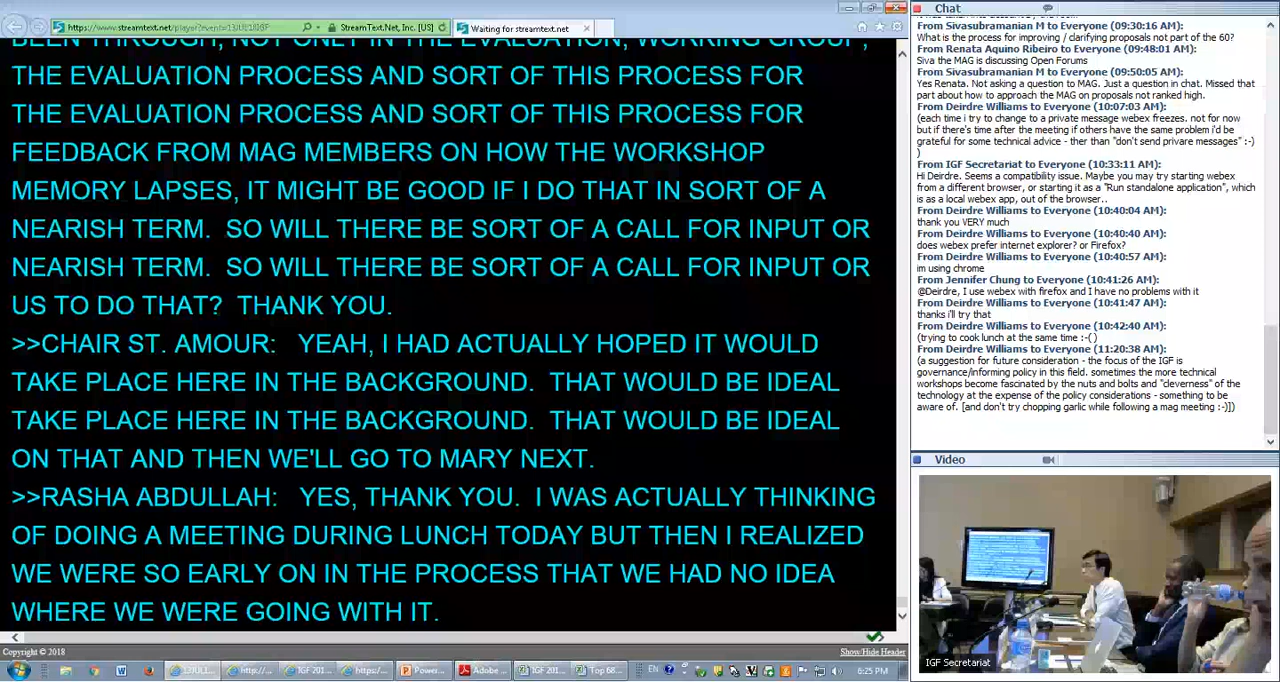 https://www.streamtext.net/player?event=13JUL1IGF
StreamText.Net, Inc. [US]
Waiting for streamtext.net
BEEN THROUGH, NOT ONLY IN THE EVALUATION, WORKING GROUP,
THE EVALUATION PROCESS AND SORT OF THIS PROCESS FOR
THE EVALUATION PROCESS AND SORT OF THIS PROCESS FOR
FEEDBACK FROM MAG MEMBERS ON HOW THE WORKSHOP
MEMORY LAPSES, IT MIGHT BE GOOD IF I DO THAT IN SORT OF A
NEARISH TERM. SO WILL THERE BE SORT OF A CALL FOR INPUT OR
NEARISH TERM. SO WILL THERE BE SORT OF A CALL FOR INPUT OR
US TO DO THAT? THANK YOU.
>>CHAIR ST. AMOUR: YEAH, I HAD ACTUALLY HOPED IT WOULD
TAKE PLACE HERE IN THE BACKGROUND. THAT WOULD BE IDEAL
TAKE PLACE HERE IN THE BACKGROUND. THAT WOULD BE IDEAL
ON THAT AND THEN WE'LL GO TO MARY NEXT.
>>RASHA ABDULLAH: YES, THANK YOU. I WAS ACTUALLY THINKING
OF DOING A MEETING DURING LUNCH TODAY BUT THEN I REALIZED
WE WERE SO EARLY ON IN THE PROCESS THAT WE HAD NO IDEA
WHERE WE WERE GOING WITH IT.
Copyright © 2018
Show/Hide Header
http://...
IGF 201...
https:/...
Power...
Adobe ...
IGF 201...
Top 68 ...
EN
6:25 PM
Chat
From Sivasubramanian M to Everyone (09:30:16 AM):
What is the process for improving / clarifying proposals not part of the 60?
From Renata Aquino Ribeiro to Everyone (09:48:01 AM):
Siva the MAG is discussing Open Forums
From Sivasubramanian M to Everyone (09:50:05 AM):
Yes Renata. Not asking a question to MAG. Just a question in chat. Missed that
part about how to approach the MAG on proposals not ranked high.
From Deirdre Williams to Everyone (10:07:03 AM):
(each time i try to change to a private message webex freezes. not for now
but if there's time after the meeting if others have the same problem i'd be
grateful for some technical advice - ther than "don't send private messages" :-)
)
From IGF Secretariat to Everyone (10:33:11 AM):
Hi Deirdre. Seems a compatibility issue. Maybe you may try starting webex
from a different browser, or starting it as a "Run standalone application", which
is as a local webex app, out of the browser..
From Deirdre Williams to Everyone (10:40:04 AM):
thank you VERY much
From Deirdre Williams to Everyone (10:40:40 AM):
does webex prefer internet explorer? or Firefox?
From Deirdre Williams to Everyone (10:40:57 AM):
im using chrome
From Jennifer Chung to Everyone (10:41:26 AM):
@Deirdre, I use webex with firefox and I have no problems with it
From Deirdre Williams to Everyone (10:41:47 AM):
thanks i'll try that
From Deirdre Williams to Everyone (10:42:40 AM):
(trying to cook lunch at the same time :-( )
From Deirdre Williams to Everyone (11:20:38 AM):
(a suggestion for future consideration - the focus of the IGF is
governance/informing policy in this field. sometimes the more technical
workshops become fascinated by the nuts and bolts and "cleverness" of the
technology at the expense of the policy considerations - something to be
aware of. [and don't try chopping garlic while following a mag meeting :-)])
Video
IGF Secretariat